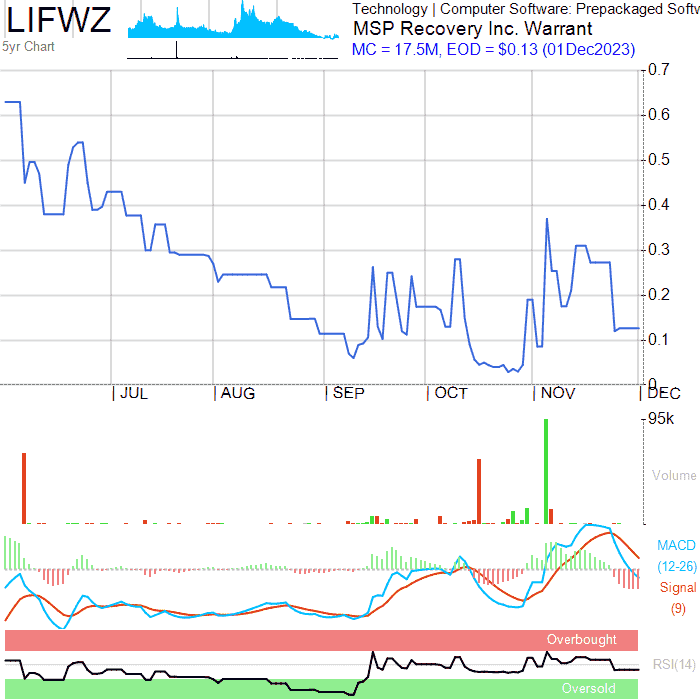 LIFWZ
5yr Chart
Technology | Computer Software: Prepackaged Softw
MSP Recovery Inc. Warrant
MC = 17.5M, EOD = $0.13 (01Dec2023)
0.7
0.6
0.5
0.4
0.3
0.2
0.1
0
JUL AUG SEP OCT NOV DEC
95k
Volume
MACD
(12-26)
Signal
(9)
Overbought
RSI(14)
Oversold